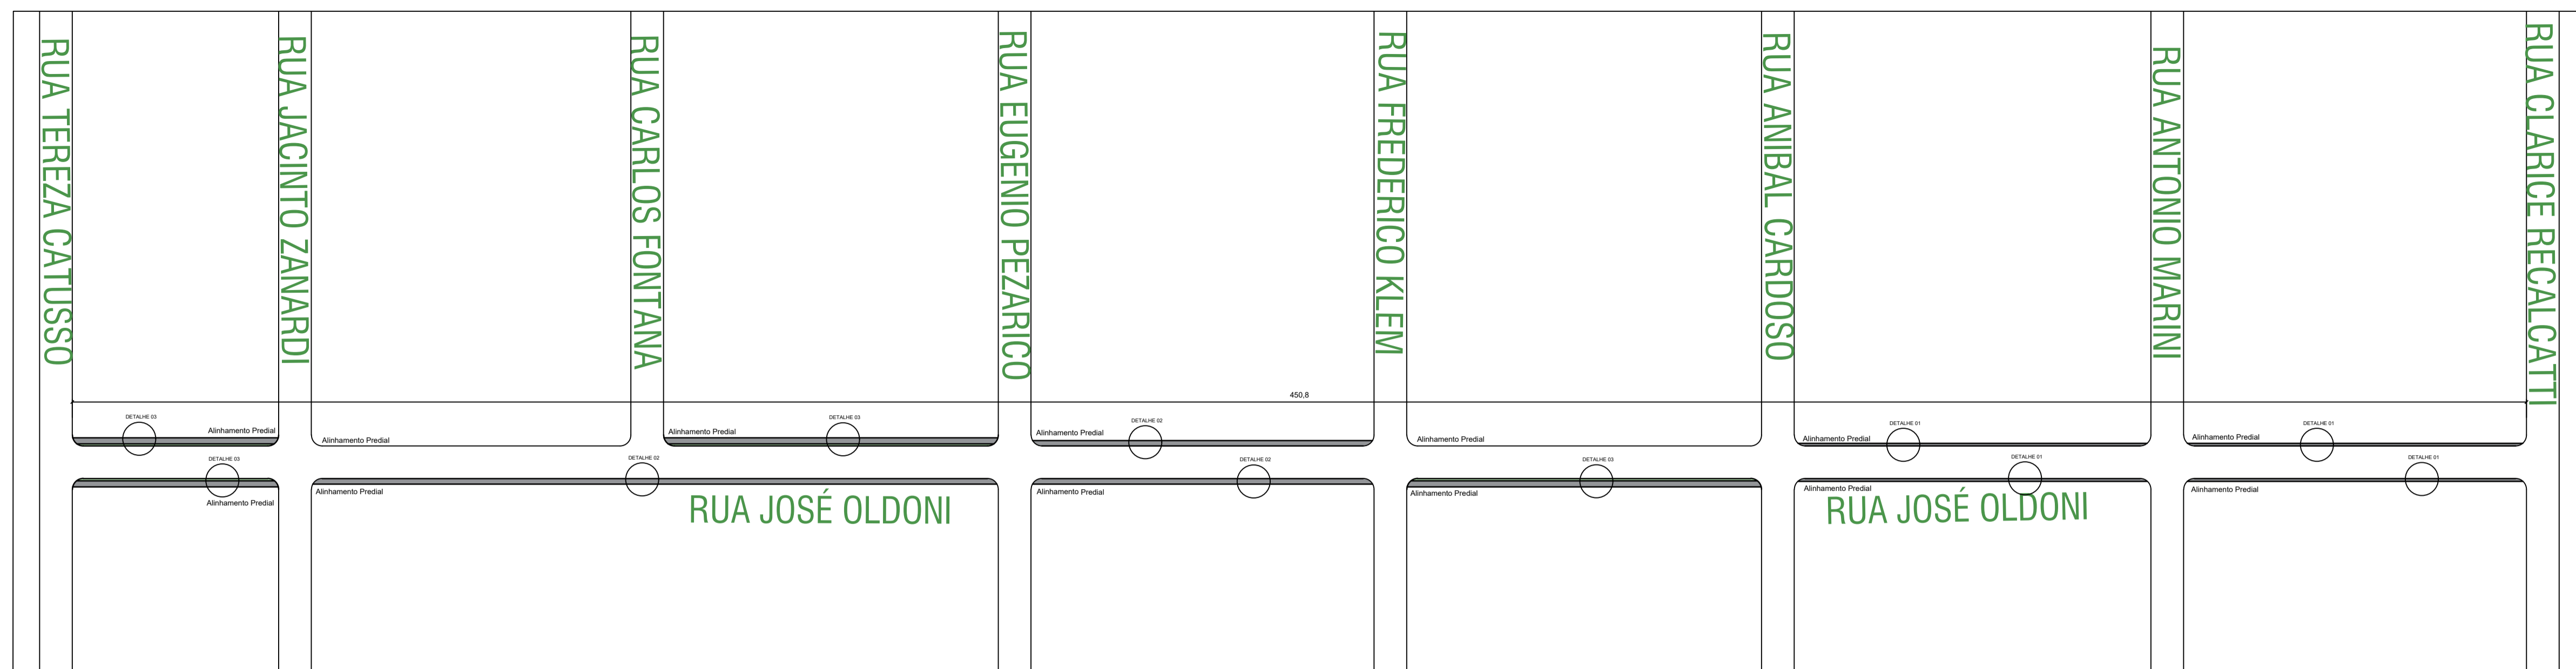 RUA TEREZA CATUSSO
RUA JACINTO ZANARDI
RUA CARLOS FONTANA
RUA EUGENIO PEZARICO
RUA FREDERICO KLEM
RUA ANIBAL CARDOSO
RUA ANTONIO MARINI
RUA CLARICE RECALCATTI
450,8
DETALHE 03
Alinhamento Predial
Alinhamento Predial
Alinhamento Predial
DETALHE 03
Alinhamento Predial
DETALHE 02
Alinhamento Predial
Alinhamento Predial
DETALHE 01
Alinhamento Predial
DETALHE 01
DETALHE 03
Alinhamento Predial
DETALHE 02
Alinhamento Predial
RUA JOSÉ OLDONI
DETALHE 02
Alinhamento Predial
DETALHE 03
Alinhamento Predial
DETALHE 01
Alinhamento Predial
RUA JOSÉ OLDONI
DETALHE 01
Alinhamento Predial